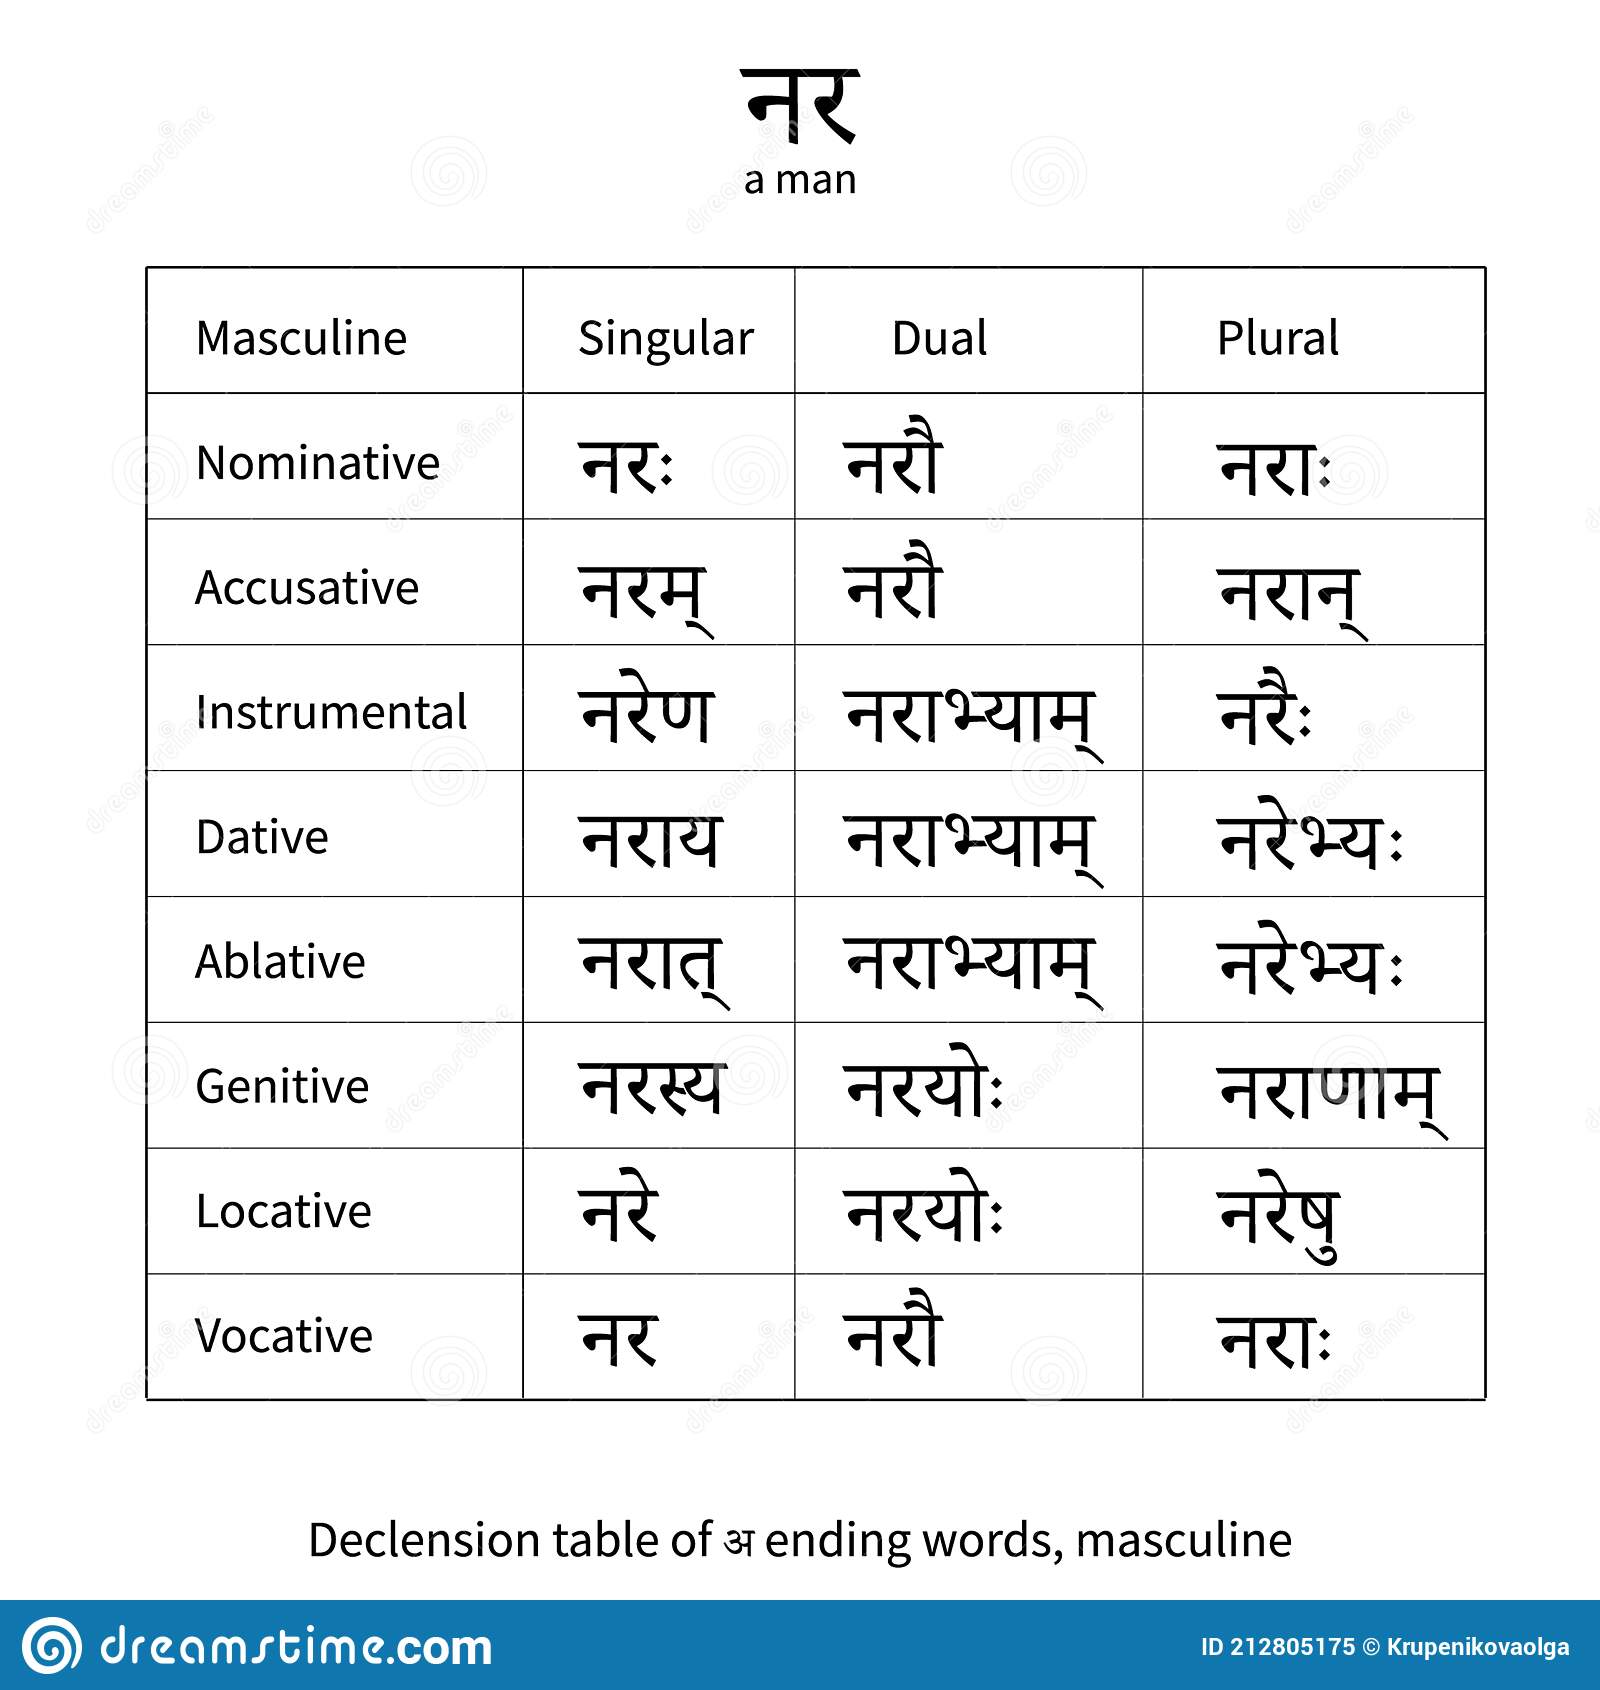 नर
a man
Masculine Singular Dual Plural
Nominative नरः नरौ नराः
Accusative नरम् नरौ नरान्
Instrumental नरेण नराभ्याम् नरैः
Dative नराय नराभ्याम् नरेभ्यः
Ablative नरात् नराभ्याम् नरेभ्यः
Genitive नरस्य नरयोः नराणाम्
Locative नरे नरयोः नरेषु
Vocative नर नरौ नराः
Declension table of अ ending words, masculine
dreamstime.com ID 212805175 © Krupenikovaolga